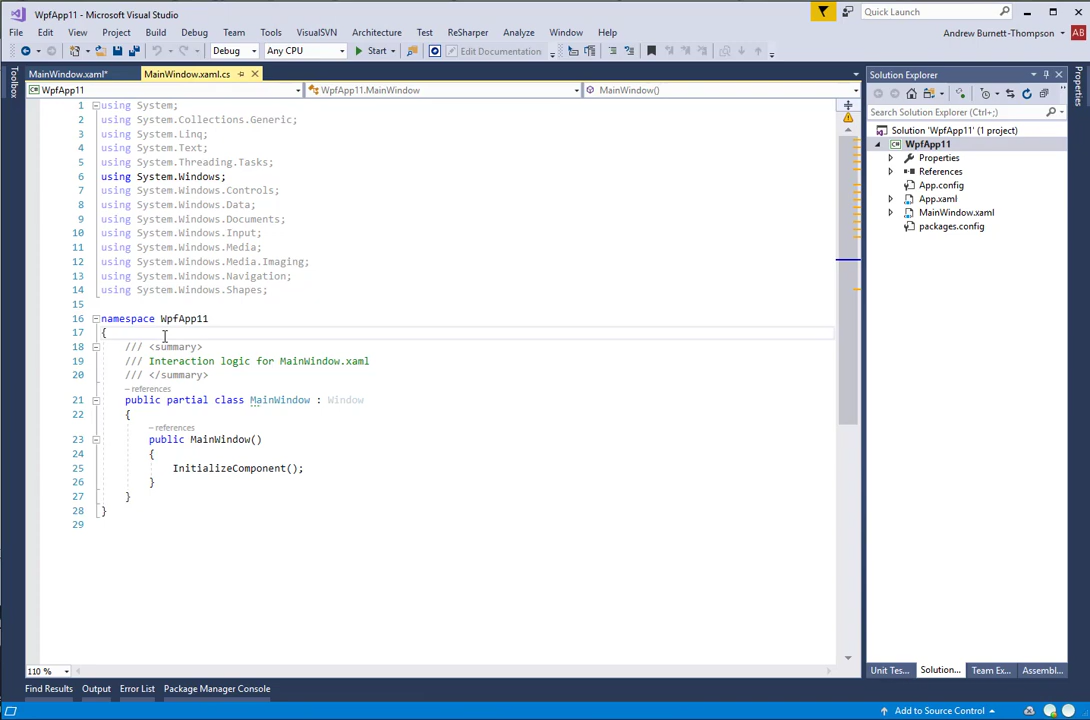 WpfApp11 - Microsoft Visual Studio
Quick Launch
File Edit View Project Build Debug Team Tools VisualSVN Architecture Test ReSharper Analyze Window Help
Andrew Burnett-Thompson AB
Debug Any CPU Start Edit Documentation
Toolbox
MainWindow.xaml* MainWindow.xaml.cs
WpfApp11 WpfApp11.MainWindow MainWindow()
1 using System;
2 using System.Collections.Generic;
3 using System.Linq;
4 using System.Text;
5 using System.Threading.Tasks;
6 using System.Windows;
7 using System.Windows.Controls;
8 using System.Windows.Data;
9 using System.Windows.Documents;
10 using System.Windows.Input;
11 using System.Windows.Media;
12 using System.Windows.Media.Imaging;
13 using System.Windows.Navigation;
14 using System.Windows.Shapes;
15
16 namespace WpfApp11
17 {
18 /// <summary>
19 /// Interaction logic for MainWindow.xaml
20 /// </summary>
– references
21 public partial class MainWindow : Window
22 {
– references
23 public MainWindow()
24 {
25 InitializeComponent();
26 }
27 }
28 }
29
110 %
Solution Explorer
Search Solution Explorer (Ctrl+;)
Solution 'WpfApp11' (1 project)
WpfApp11
Properties
References
App.config
App.xaml
MainWindow.xaml
packages.config
Unit Tes... Solution... Team Ex... Assembl...
Properties
Find Results Output Error List Package Manager Console
Add to Source Control